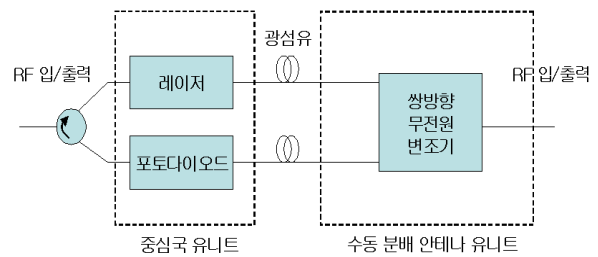 광섬유
RF 입/출력
레이저
포토다이오드
쌍방향
무전원
변조기
RF 입/출력
중심국 유니트
수동 분배 안테나 유니트